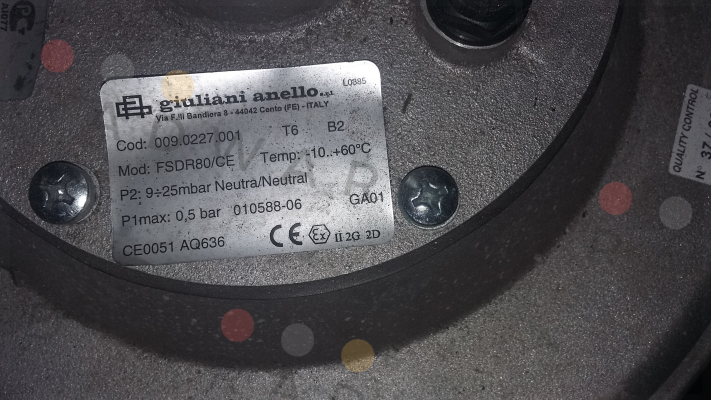 giuliani anello s.r.l.
L0885
Via F.lli Bandiera 8 - 44042 Cento (FE) - ITALY
Cod: 009.0227.001 T6 B2
Mod: FSDR80/CE Temp: -10..+60°C
P2: 9÷25mbar Neutra/Neutral
P1max: 0,5 bar 010588-06 GA01
CE0051 AQ636 CE Ex II 2G 2D
QUALITY CONTROL
N° 37/